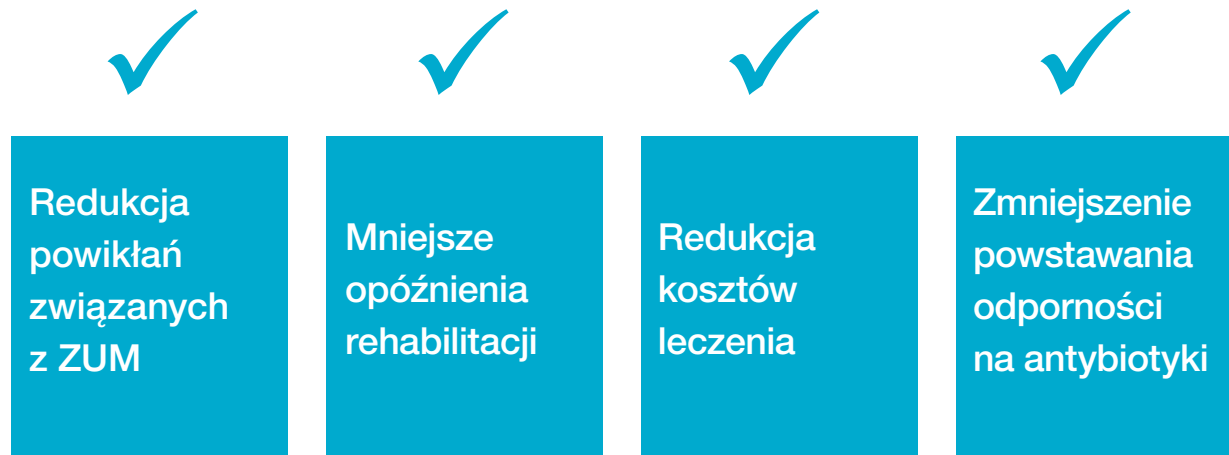 Redukcja
powikłań
związanych
z ZUM
Mniejsze
opóźnienia
rehabilitacji
Redukcja
kosztów
leczenia
Zmniejszenie
powstawania
odporności
na antybiotyki